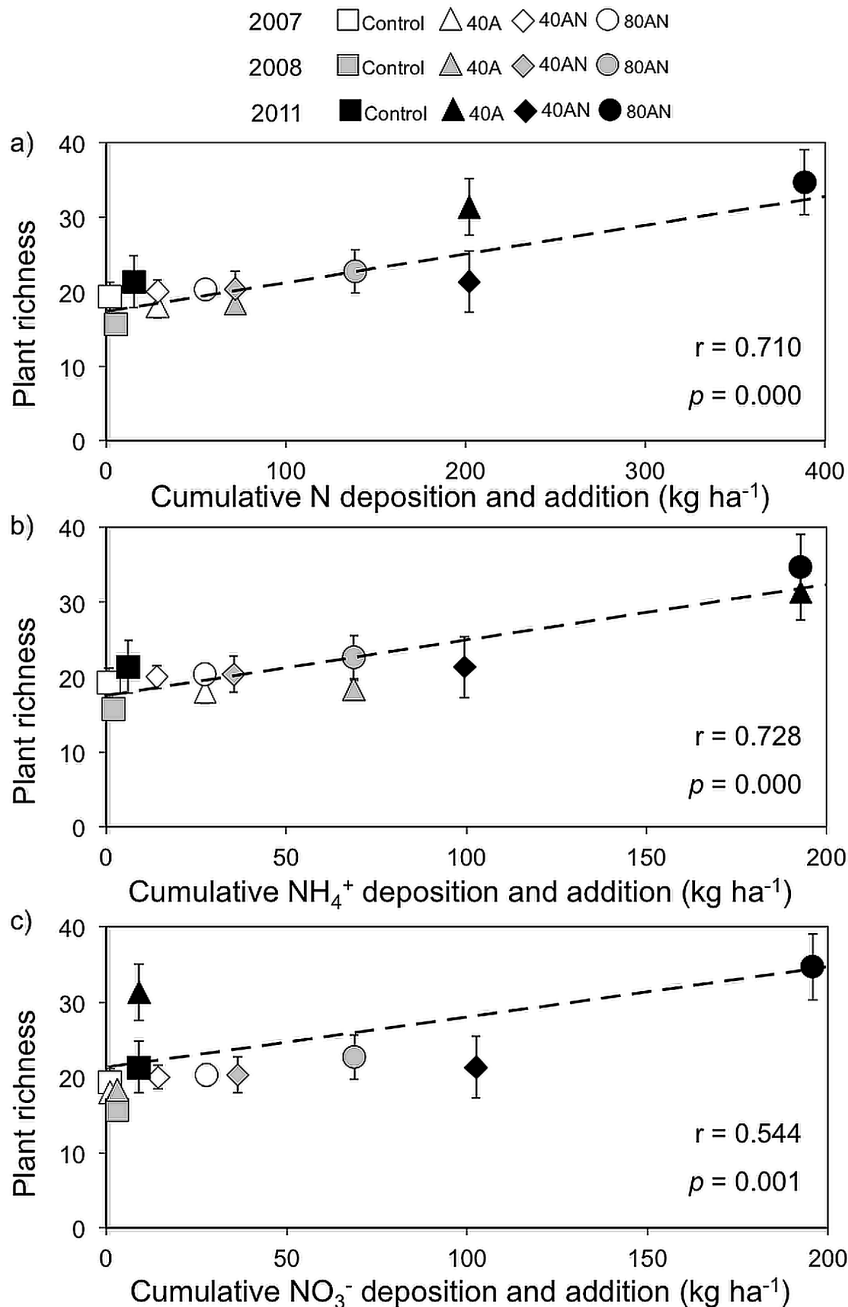 2007 Control 40A 40AN 80AN
2008 Control 40A 40AN 80AN
2011 Control 40A 40AN 80AN
a)
40
30
20
10
0
Plant richness
r = 0.710
p = 0.000
0 100 200 300 400
Cumulative N deposition and addition (kg ha⁻¹)
b)
40
30
20
10
0
Plant richness
r = 0.728
p = 0.000
0 50 100 150 200
Cumulative NH₄⁺ deposition and addition (kg ha⁻¹)
c)
40
30
20
10
0
Plant richness
r = 0.544
p = 0.001
0 50 100 150 200
Cumulative NO₃⁻ deposition and addition (kg ha⁻¹)